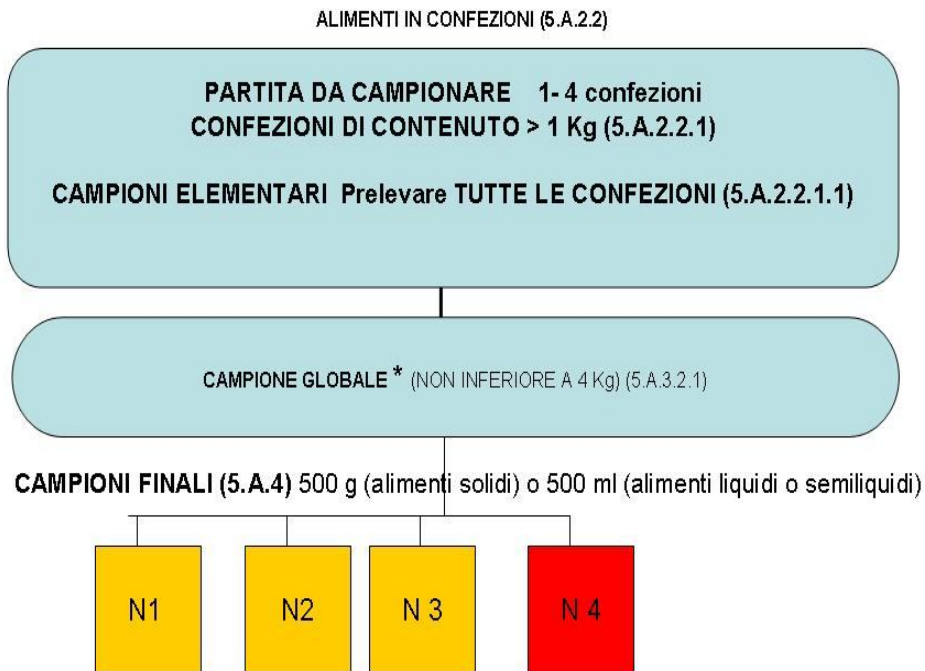 ALIMENTI IN CONFEZIONI (5.A.2.2)
PARTITA DA CAMPIONARE 1- 4 confezioni
CONFEZIONI DI CONTENUTO > 1 Kg (5.A.2.2.1)
CAMPIONI ELEMENTARI Prelevare TUTTE LE CONFEZIONI (5.A.2.2.1.1)
CAMPIONE GLOBALE * (NON INFERIORE A 4 Kg) (5.A.3.2.1)
CAMPIONI FINALI (5.A.4) 500 g (alimenti solidi) o 500 ml (alimenti liquidi o semiliquidi)
N1 N2 N 3 N 4